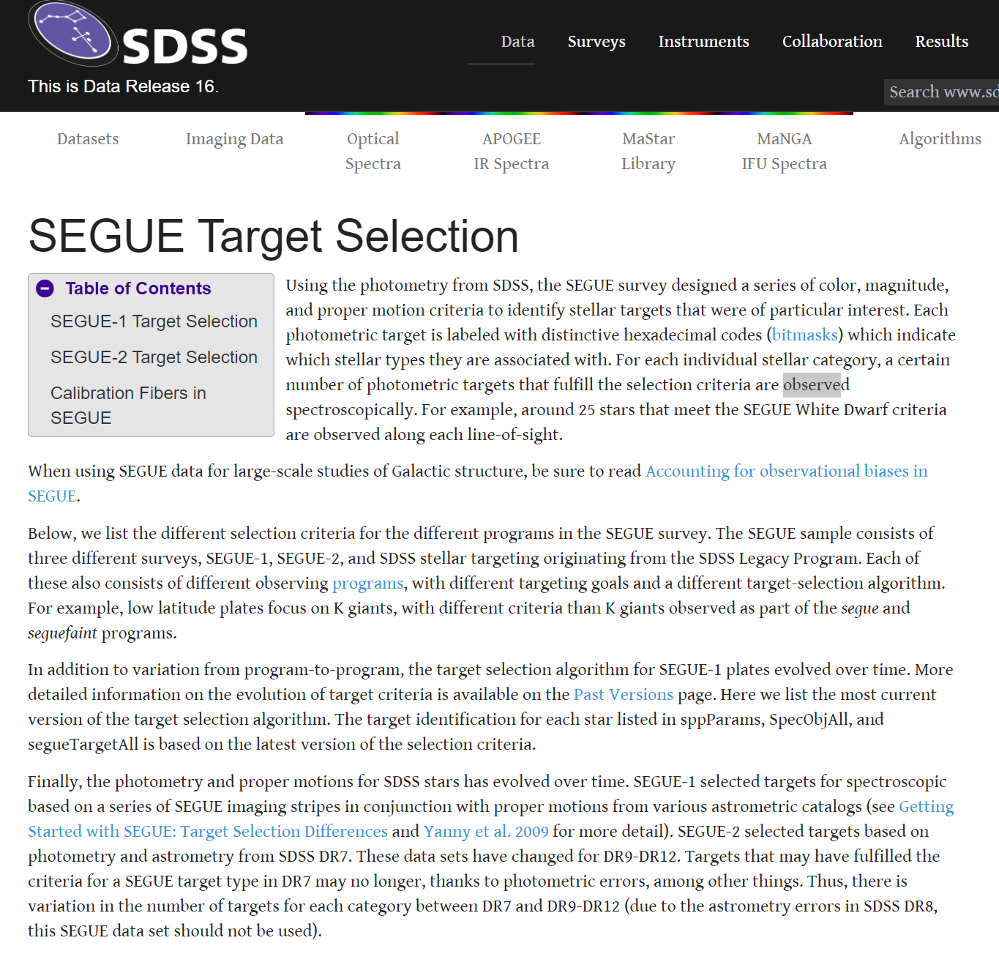 SDSS
This is Data Release 16.
Data
Surveys
Instruments
Collaboration
Results
Search www.sd
Datasets
Imaging Data
Optical
Spectra
APOGEE
IR Spectra
MaStar
Library
MaNGA
IFU Spectra
Algorithms
SEGUE Target Selection
Table of Contents
SEGUE-1 Target Selection
SEGUE-2 Target Selection
Calibration Fibers in
SEGUE
Using the photometry from SDSS, the SEGUE survey designed a series of color, magnitude,
and proper motion criteria to identify stellar targets that were of particular interest. Each
photometric target is labeled with distinctive hexadecimal codes (bitmasks) which indicate
which stellar types they are associated with. For each individual stellar category, a certain
number of photometric targets that fulfill the selection criteria are observed
spectroscopically. For example, around 25 stars that meet the SEGUE White Dwarf criteria
are observed along each line-of-sight.
When using SEGUE data for large-scale studies of Galactic structure, be sure to read Accounting for observational biases in
SEGUE.
Below, we list the different selection criteria for the different programs in the SEGUE survey. The SEGUE sample consists of
three different surveys, SEGUE-1, SEGUE-2, and SDSS stellar targeting originating from the SDSS Legacy Program. Each of
these also consists of different observing programs, with different targeting goals and a different target-selection algorithm.
For example, low latitude plates focus on K giants, with different criteria than K giants observed as part of the segue and
seguefaint programs.
In addition to variation from program-to-program, the target selection algorithm for SEGUE-1 plates evolved over time. More
detailed information on the evolution of target criteria is available on the Past Versions page. Here we list the most current
version of the target selection algorithm. The target identification for each star listed in sppParams, SpecObjAll, and
segueTargetAll is based on the latest version of the selection criteria.
Finally, the photometry and proper motions for SDSS stars has evolved over time. SEGUE-1 selected targets for spectroscopic
based on a series of SEGUE imaging stripes in conjunction with proper motions from various astrometric catalogs (see Getting
Started with SEGUE: Target Selection Differences and Yanny et al. 2009 for more detail). SEGUE-2 selected targets based on
photometry and astrometry from SDSS DR7. These data sets have changed for DR9-DR12. Targets that may have fulfilled the
criteria for a SEGUE target type in DR7 may no longer, thanks to photometric errors, among other things. Thus, there is
variation in the number of targets for each category between DR7 and DR9-DR12 (due to the astrometry errors in SDSS DR8,
this SEGUE data set should not be used).